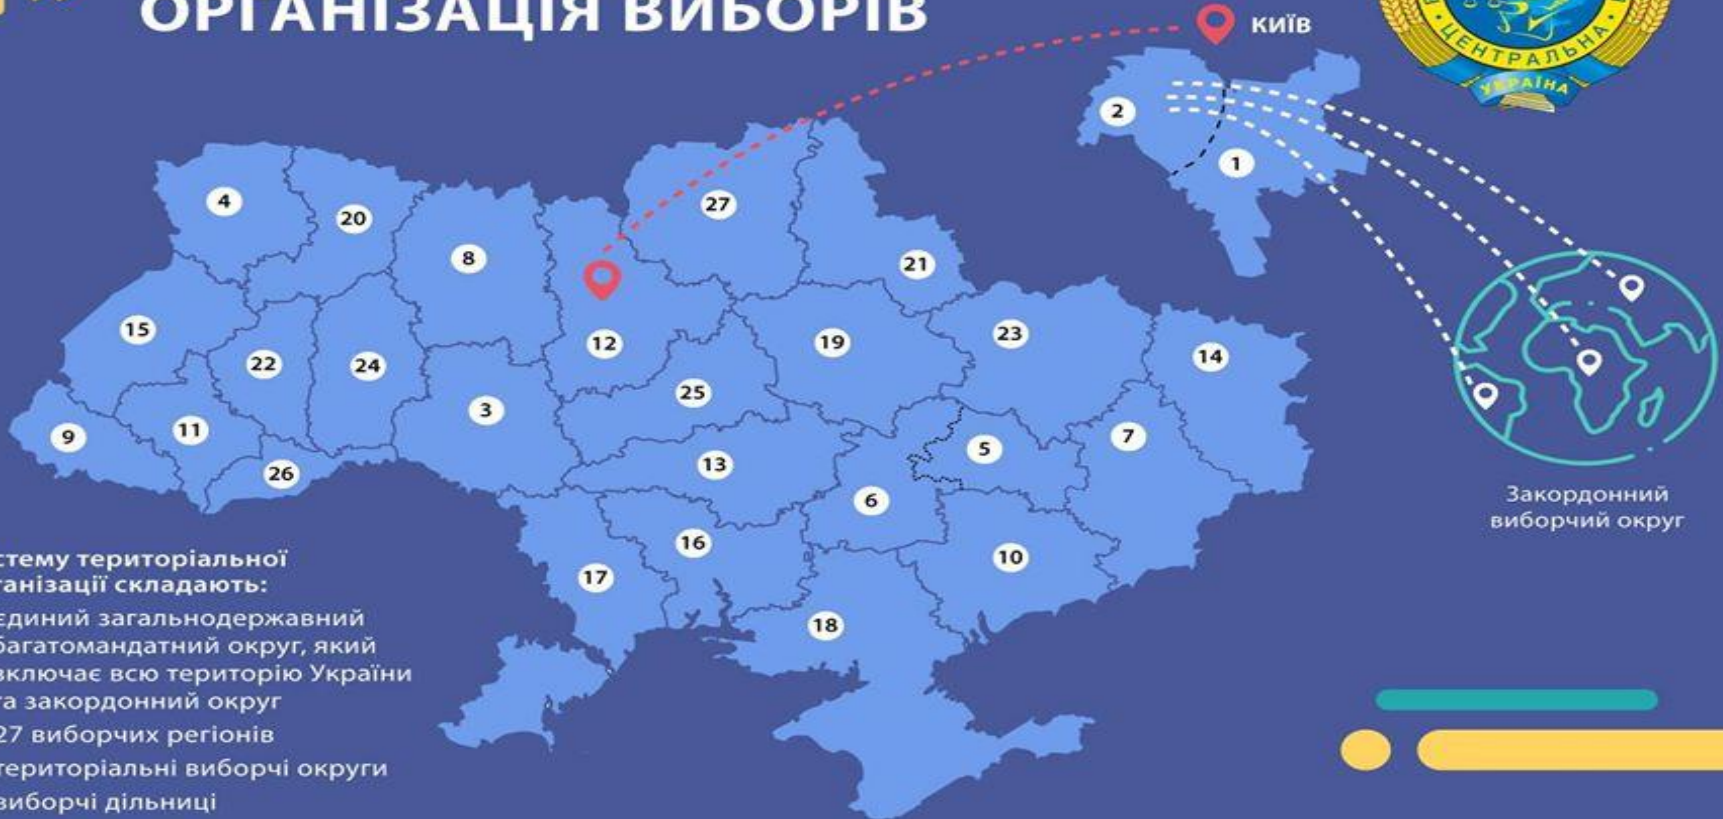 ОРГАНІЗАЦІЯ ВИБОРІВ
КИЇВ
ЦЕНТРАЛЬНА
УКРАЇНА
2
1
4
20
27
8
21
15
12
19
23
14
22
24
25
3
9
11
5
7
26
13
6
16
17
10
18
Закордонний
виборчий округ
стему територіальної
ганізації складають:
єдиний загальнодержавний
багатомандатний округ, який
включає всю територію України
та закордонний округ
27 виборчих регіонів
територіальні виборчі округи
виборчі дільниці